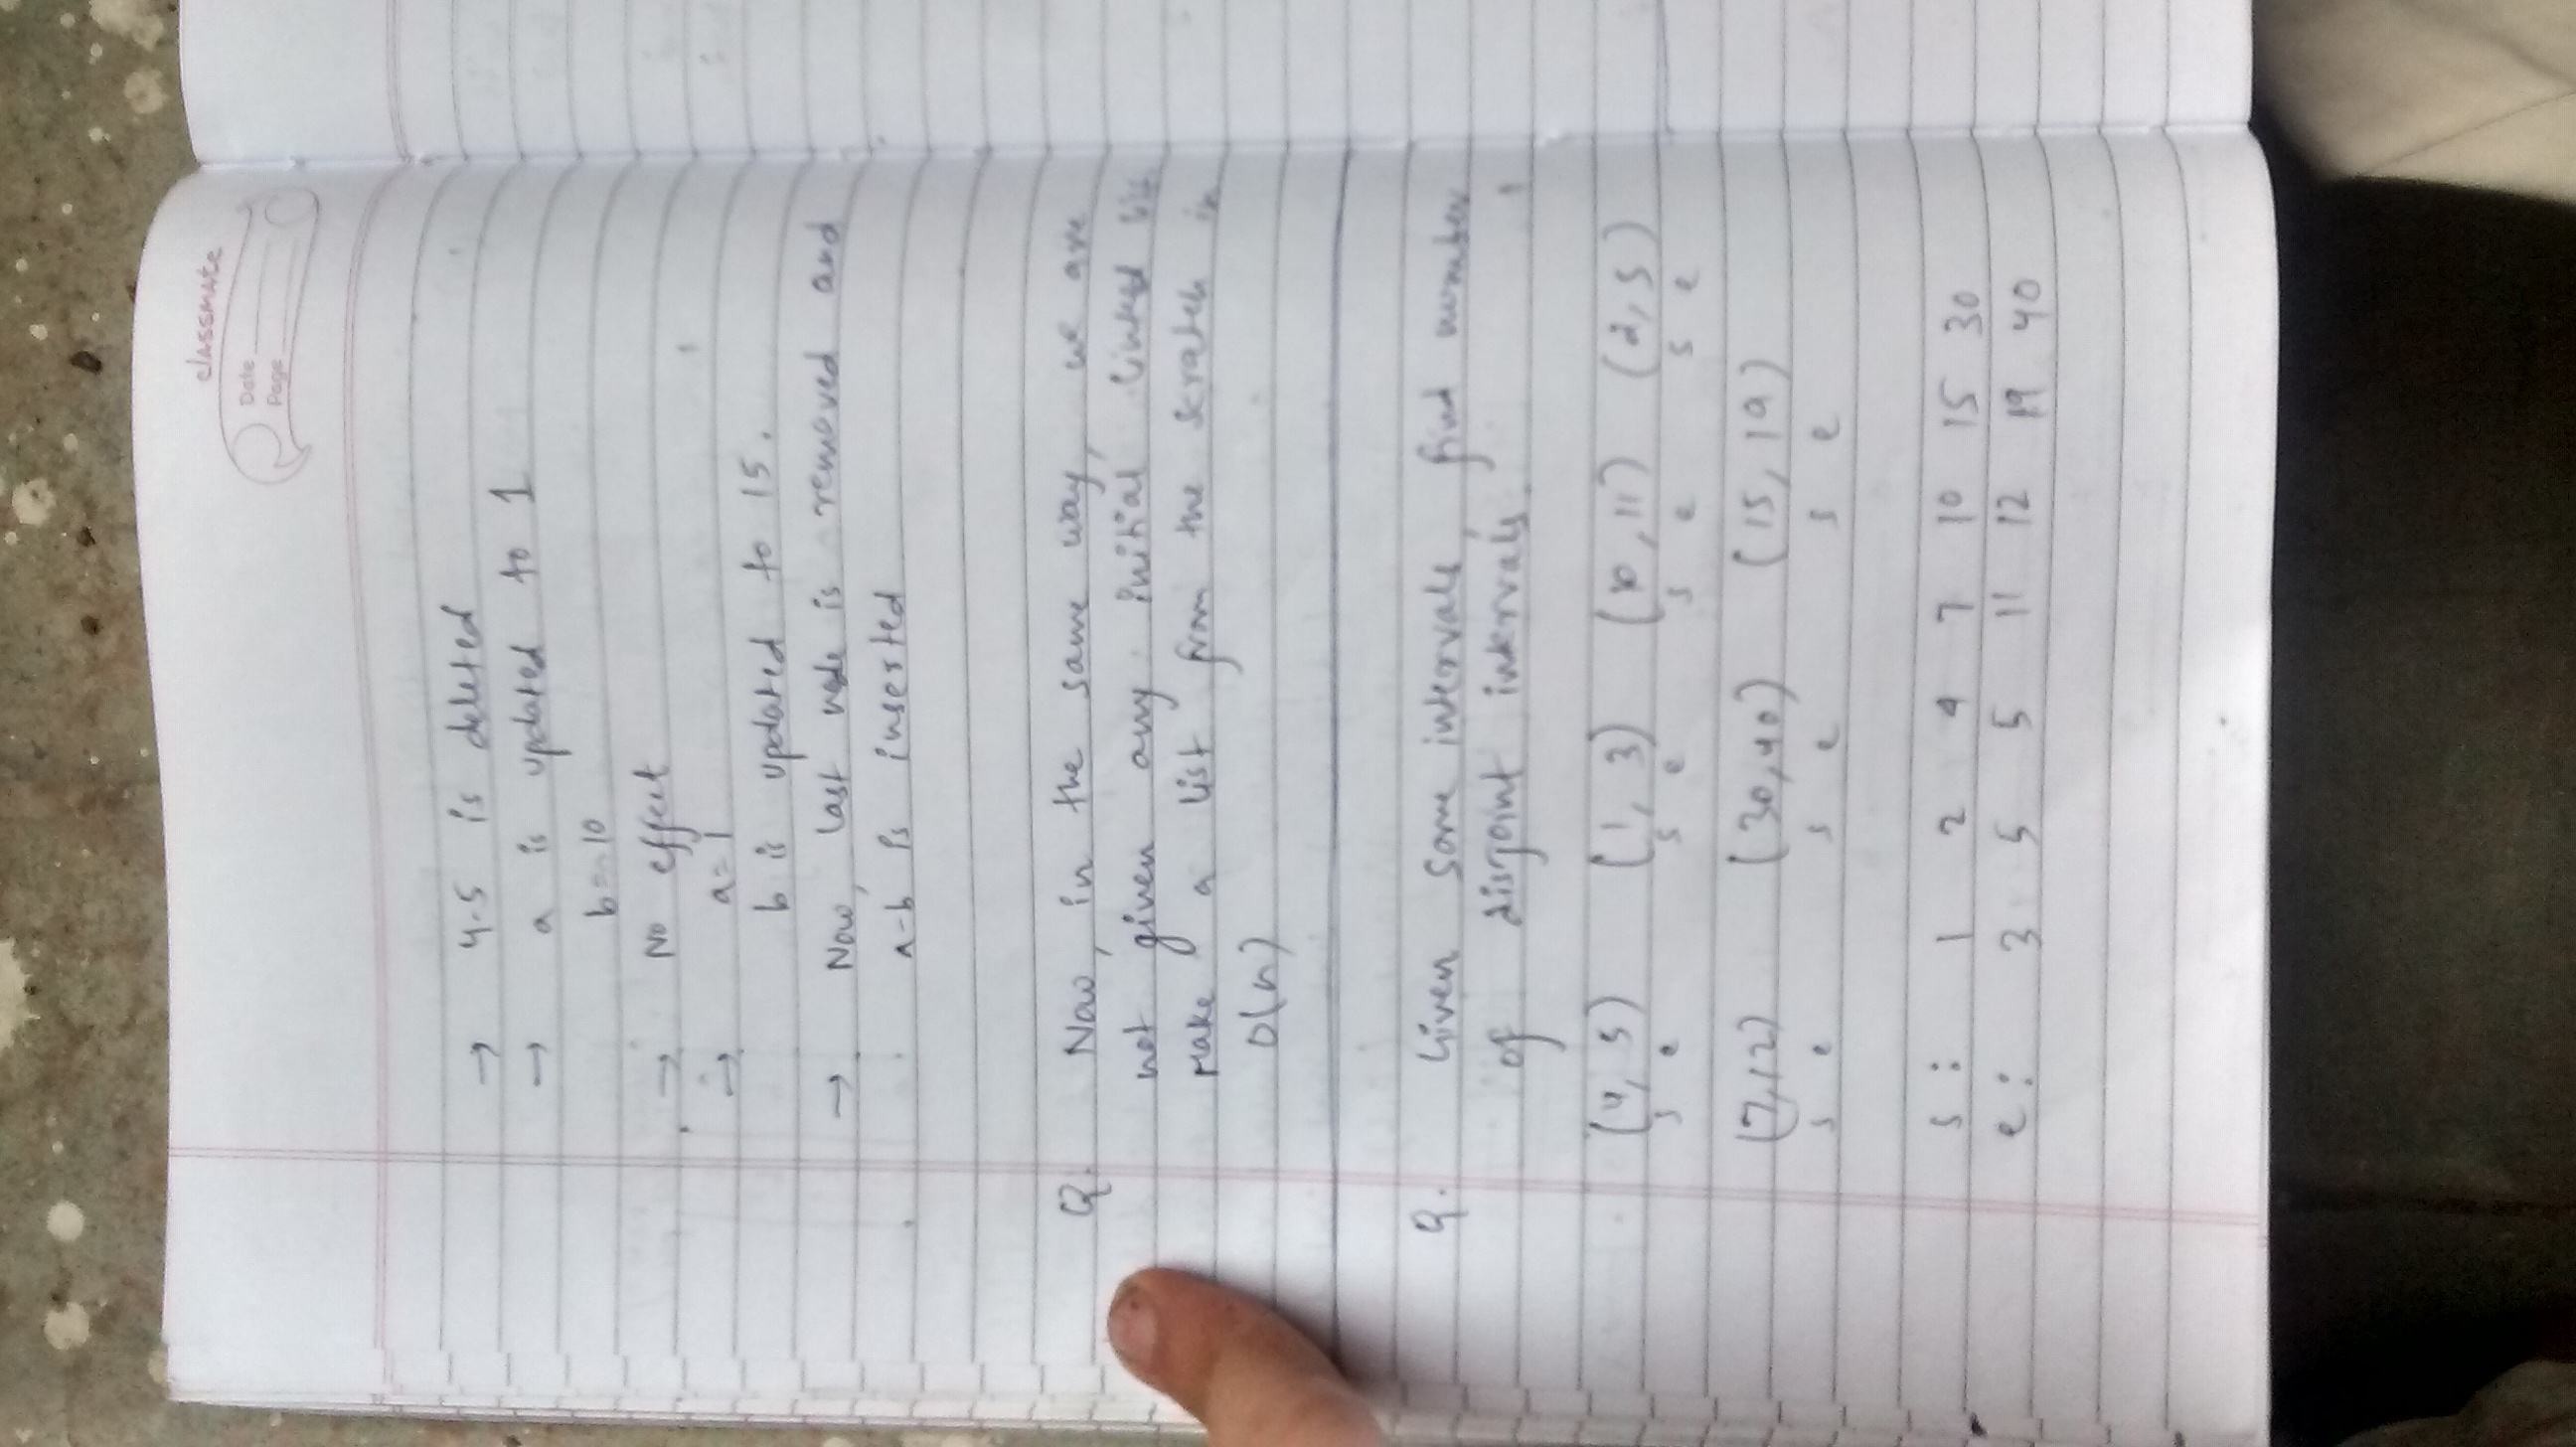 classmate
Date
Page
→ 4-5 is deleted
→ a is updated to 1
b=10
→ No effect
→ a=1
b is updated to 15.
→ Now, last node is removed and
a-b is inserted
Q. Now, in the same way, we are
not given any initial linked list
Make a list from the scratch in
O(n)
Q. Given some intervals, find number
of disjoint intervals.
(4,5) (1,3) (10,11) (2,5)
s e s e s e s e
(7,12) (30,40) (15,19)
s e s e s e
s: 1 2 4 7 10 15 30
e: 3 5 5 11 12 19 40